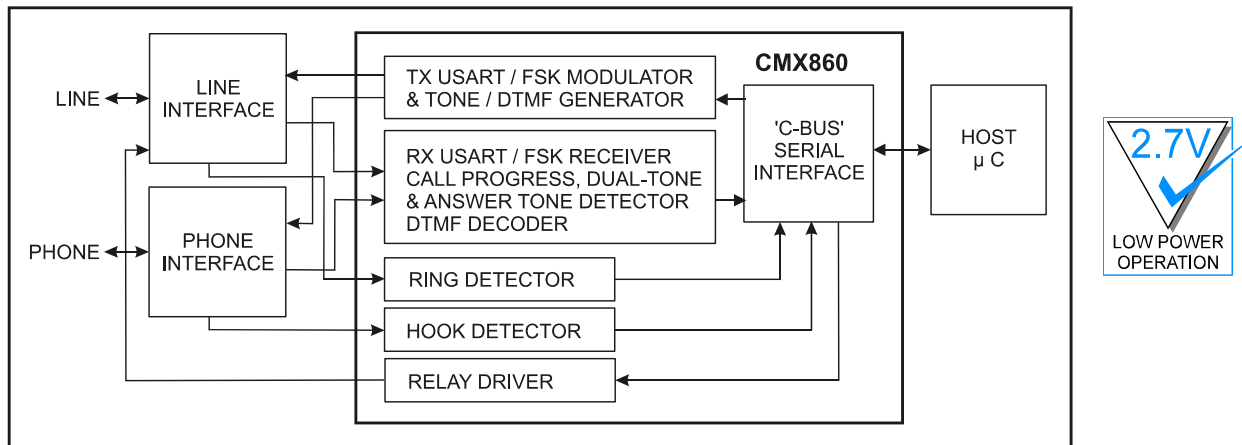 LINE
LINE
INTERFACE
PHONE
PHONE
INTERFACE
CMX860
TX USART / FSK MODULATOR
& TONE / DTMF GENERATOR
RX USART / FSK RECEIVER
CALL PROGRESS, DUAL-TONE
& ANSWER TONE DETECTOR
DTMF DECODER
RING DETECTOR
HOOK DETECTOR
RELAY DRIVER
'C-BUS'
SERIAL
INTERFACE
HOST
µ C
2.7V
LOW POWER
OPERATION